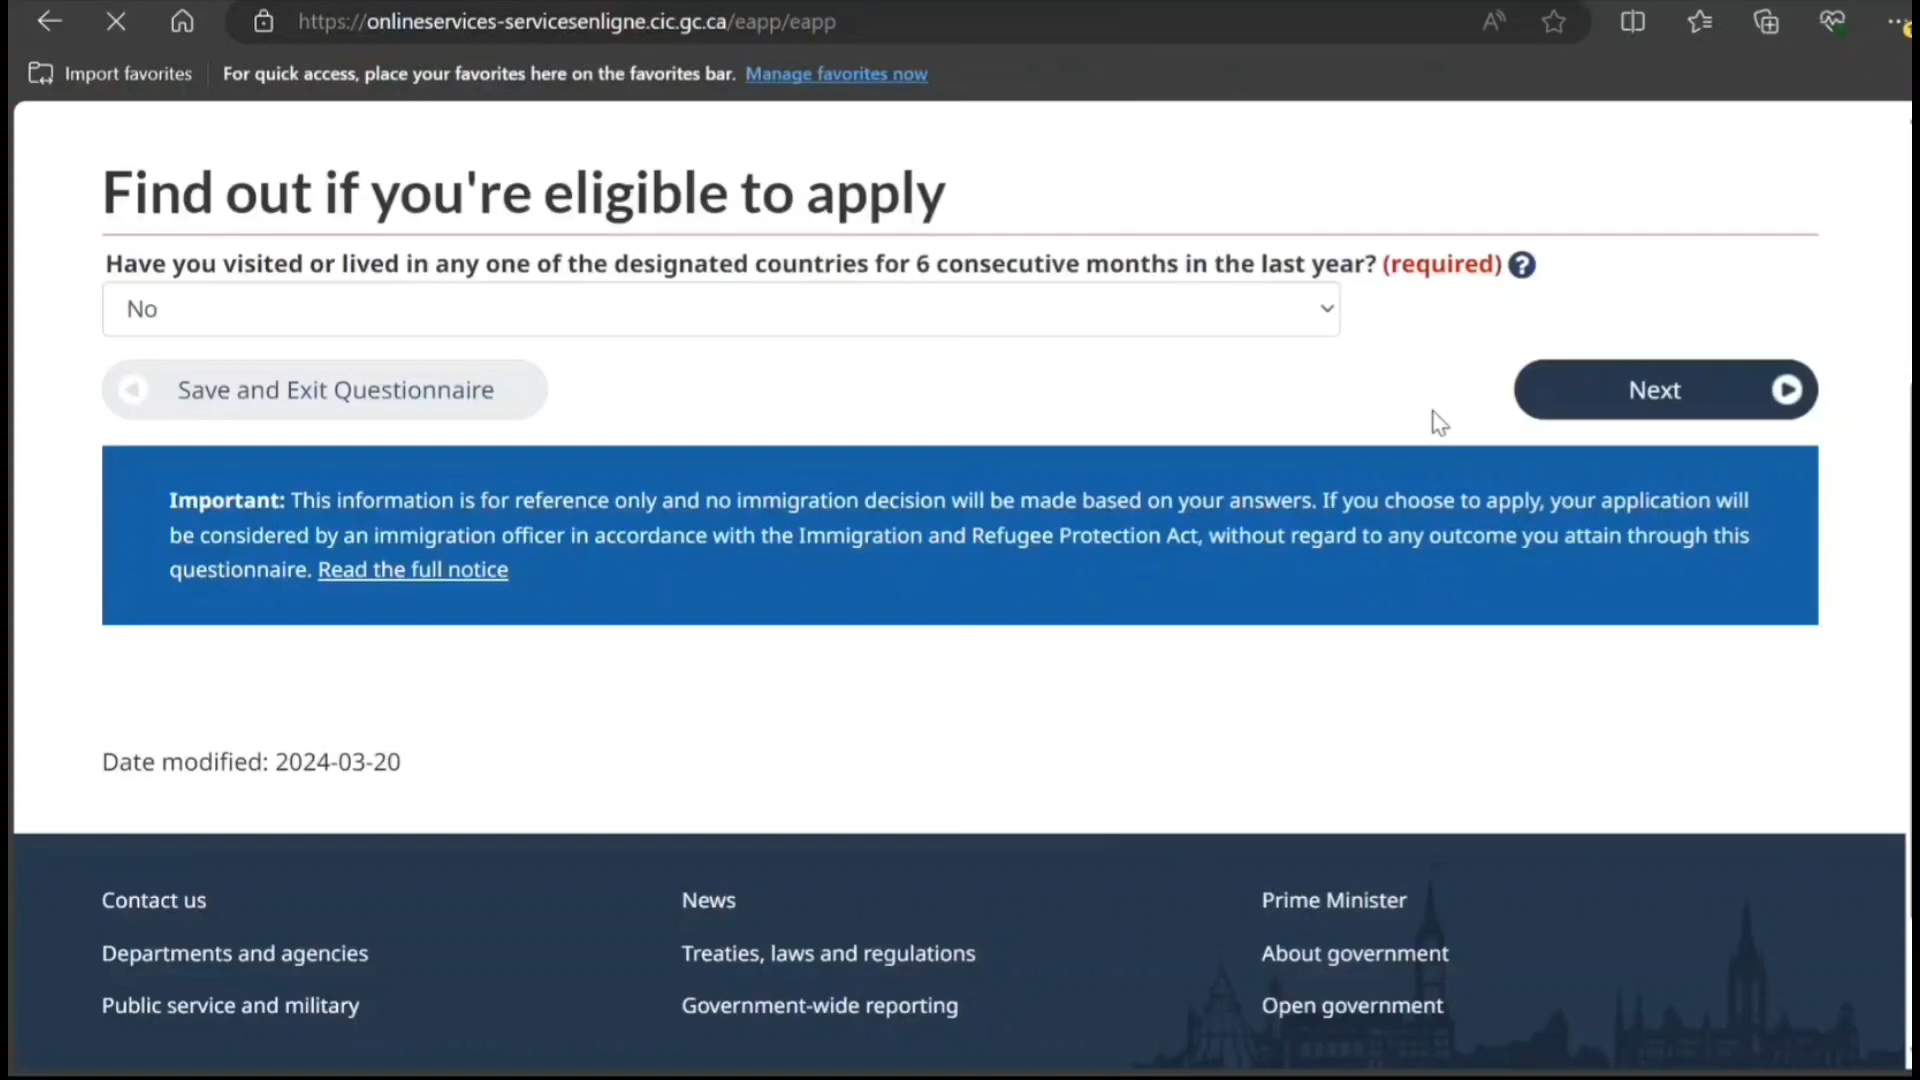 https://onlineservices-servicesenligne.cic.gc.ca/eapp/eapp
Import favorites
For quick access, place your favorites here on the favorites bar. Manage favorites now
Find out if you're eligible to apply
Have you visited or lived in any one of the designated countries for 6 consecutive months in the last year? (required) ?
No
Save and Exit Questionnaire
Next
Important: This information is for reference only and no immigration decision will be made based on your answers. If you choose to apply, your application will
be considered by an immigration officer in accordance with the Immigration and Refugee Protection Act, without regard to any outcome you attain through this
questionnaire. Read the full notice
Date modified: 2024-03-20
Contact us
News
Prime Minister
Departments and agencies
Treaties, laws and regulations
About government
Public service and military
Government-wide reporting
Open government